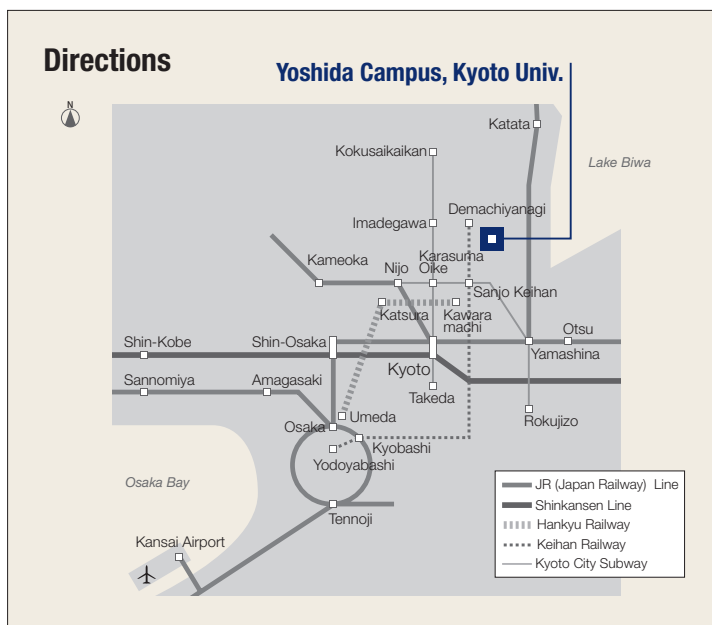 Directions
Yoshida Campus, Kyoto Univ.
N
Katata
Kokusaikaikan
Lake Biwa
Demachiyanagi
Imadegawa
Karasuma
Oike
Kameoka
Nijo
Sanjo Keihan
Katsura
Kawara
machi
Otsu
Shin-Kobe
Shin-Osaka
Yamashina
Kyoto
Sannomiya
Amagasaki
Takeda
Umeda
Rokujizo
Osaka
Kyobashi
Yodoyabashi
Osaka Bay
JR (Japan Railway) Line
Shinkansen Line
Hankyu Railway
Keihan Railway
Kyoto City Subway
Tennoji
Kansai Airport